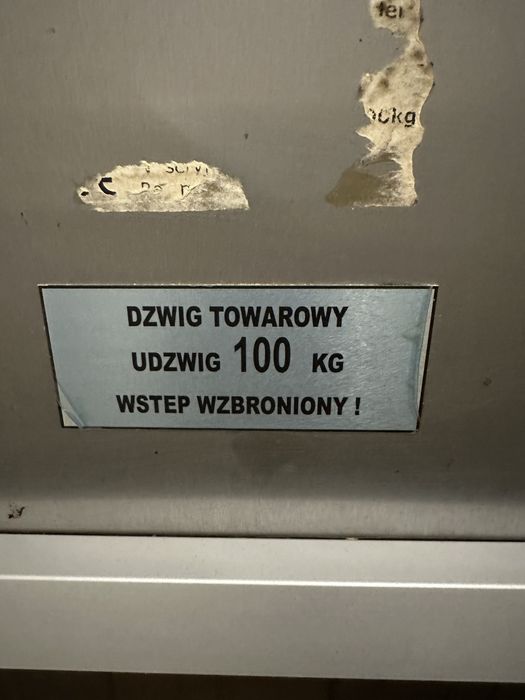 DZWIG TOWAROWY
UDZWIG 100 KG
WSTEP WZBRONIONY !